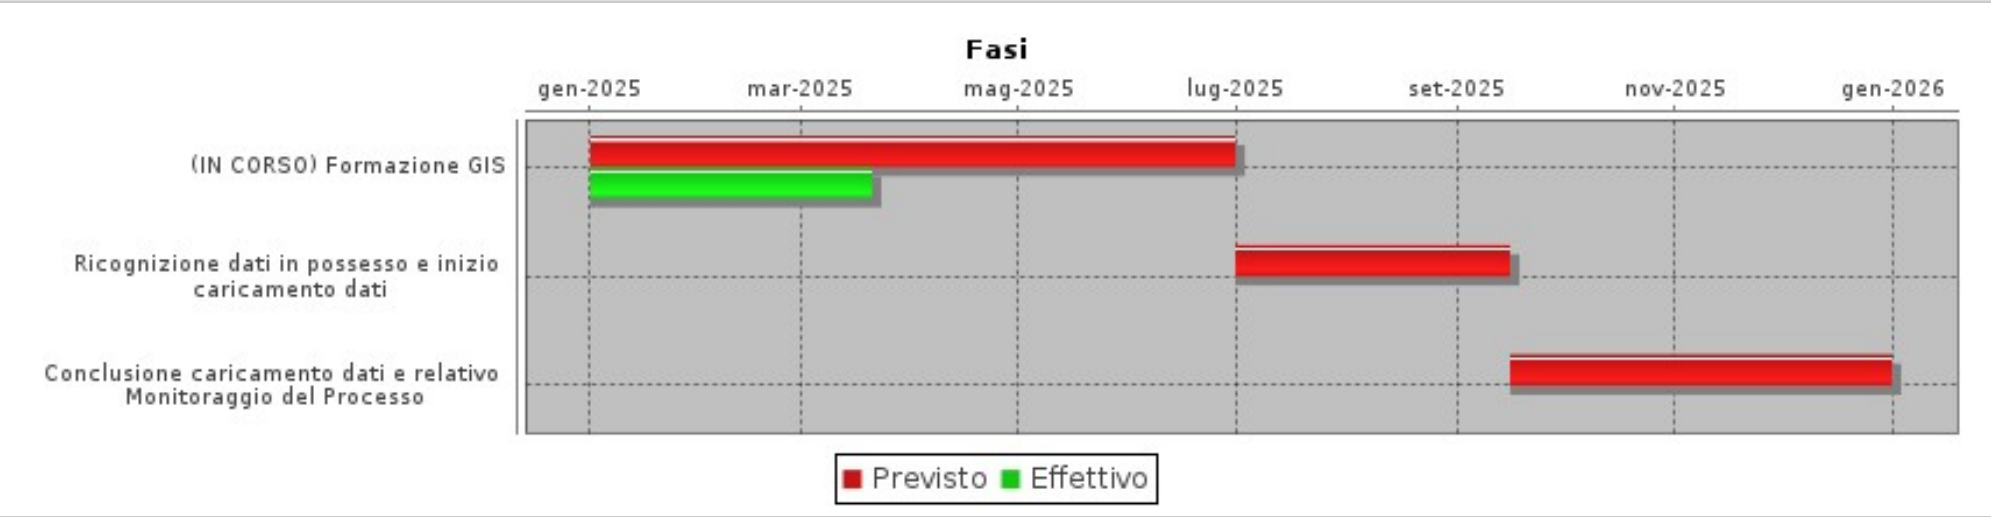 Fasi
gen-2025 mar-2025 mag-2025 lug-2025 set-2025 nov-2025 gen-2026
(IN CORSO) Formazione GIS
Ricognizione dati in possesso e inizio
caricamento dati
Conclusione caricamento dati e relativo
Monitoraggio del Processo
Previsto Effettivo